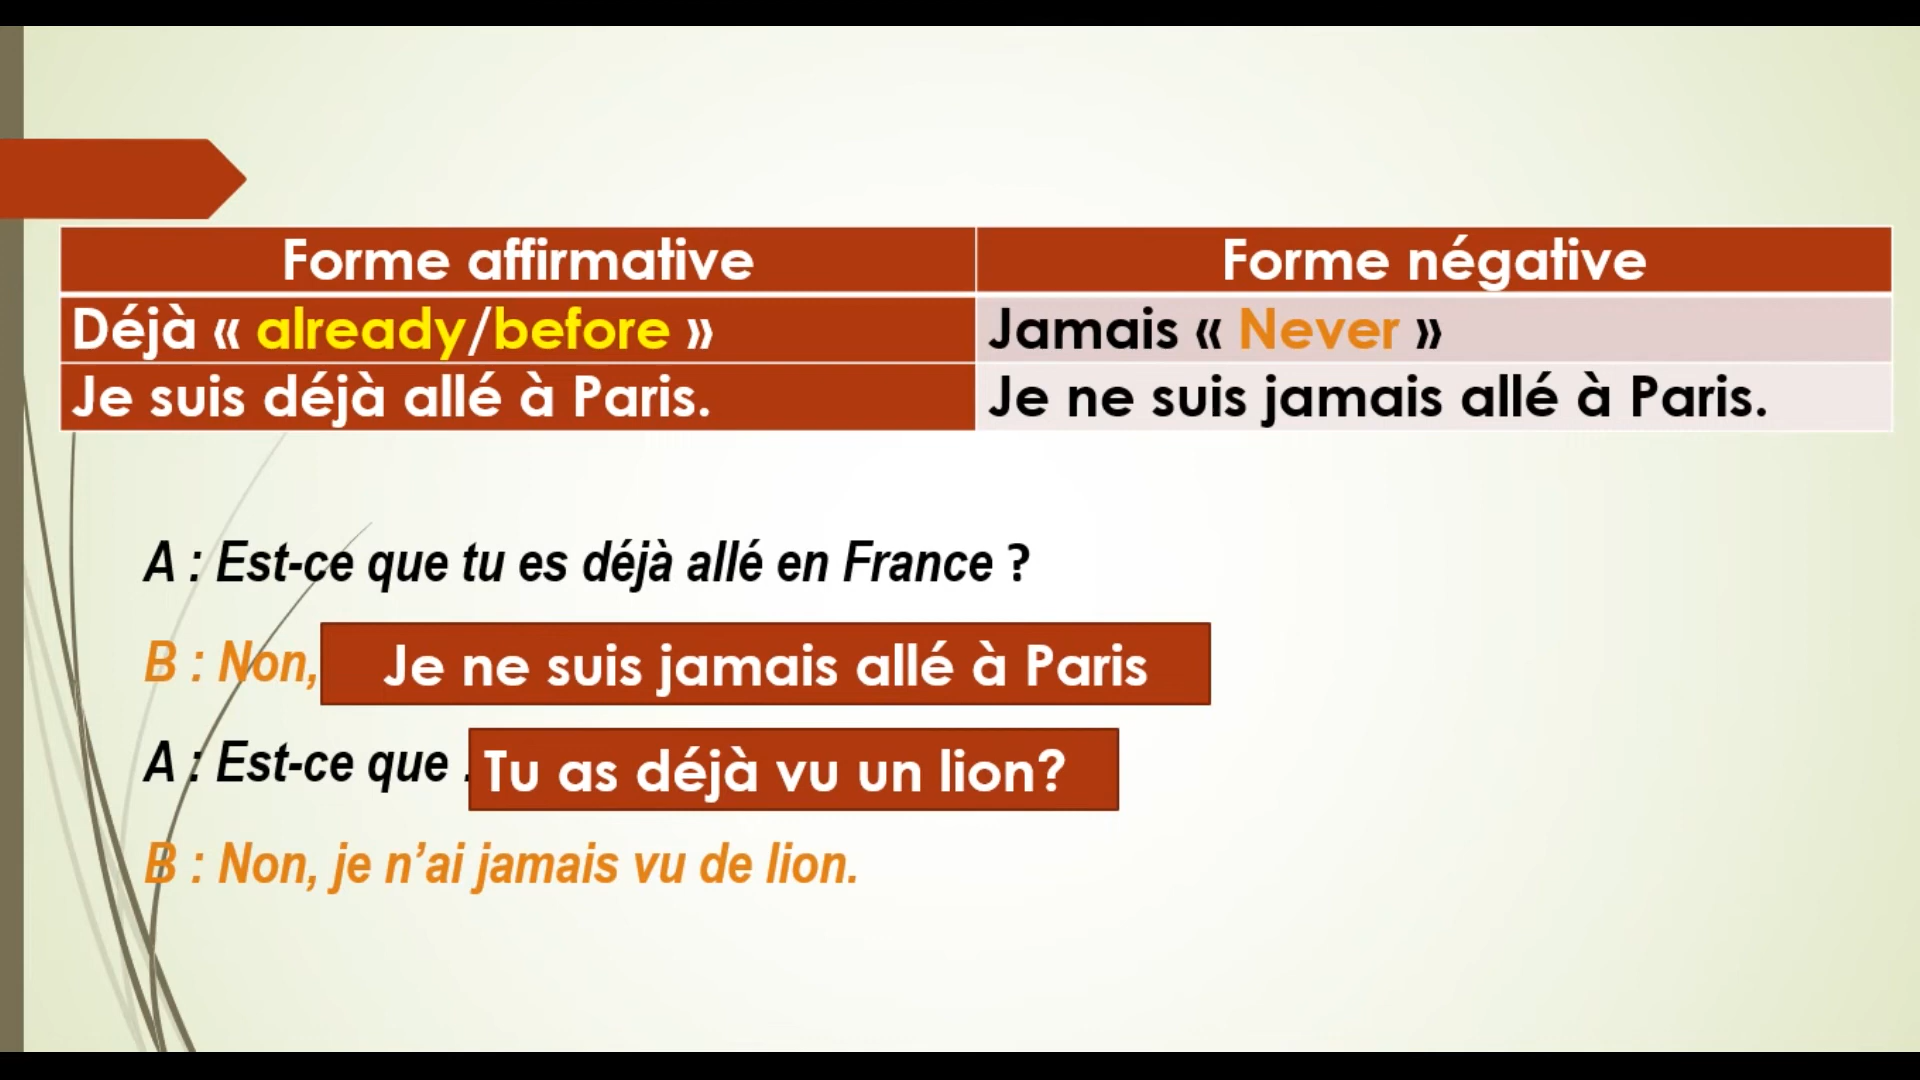 Forme affirmative
Forme négative
Déjà « already/before »
Jamais « Never »
Je suis déjà allé à Paris.
Je ne suis jamais allé à Paris.
A : Est-ce que tu es déjà allé en France ?
B : Non, Je ne suis jamais allé à Paris
A : Est-ce que . Tu as déjà vu un lion?
B : Non, je n’ai jamais vu de lion.